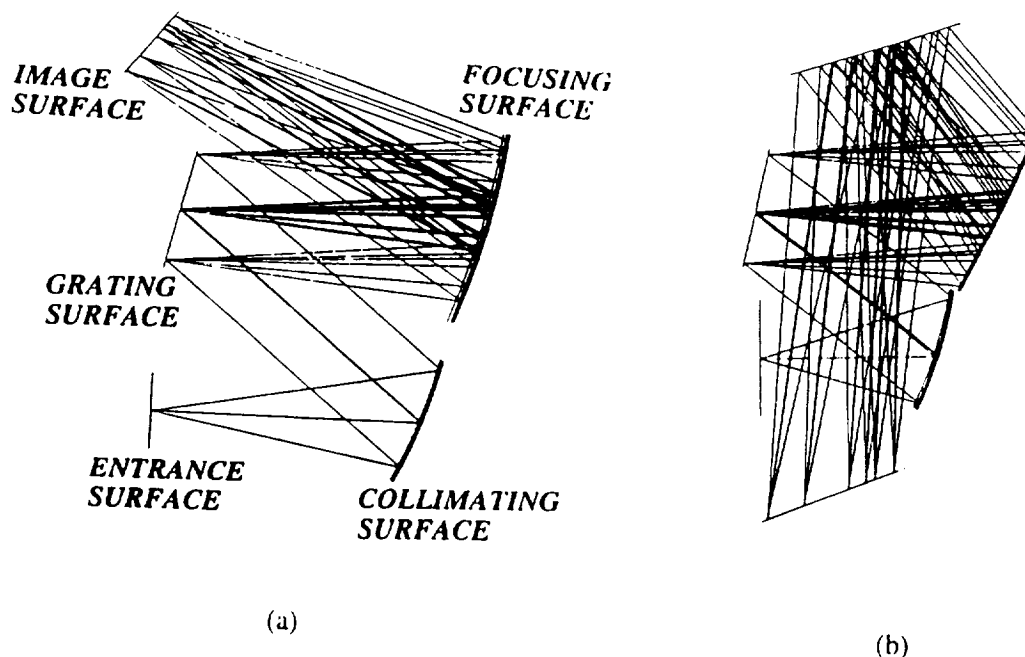 IMAGE
SURFACE
FOCUSING
SURFACE
GRATING
SURFACE
ENTRANCE
SURFACE
COLLIMATING
SURFACE
(a)
(b)